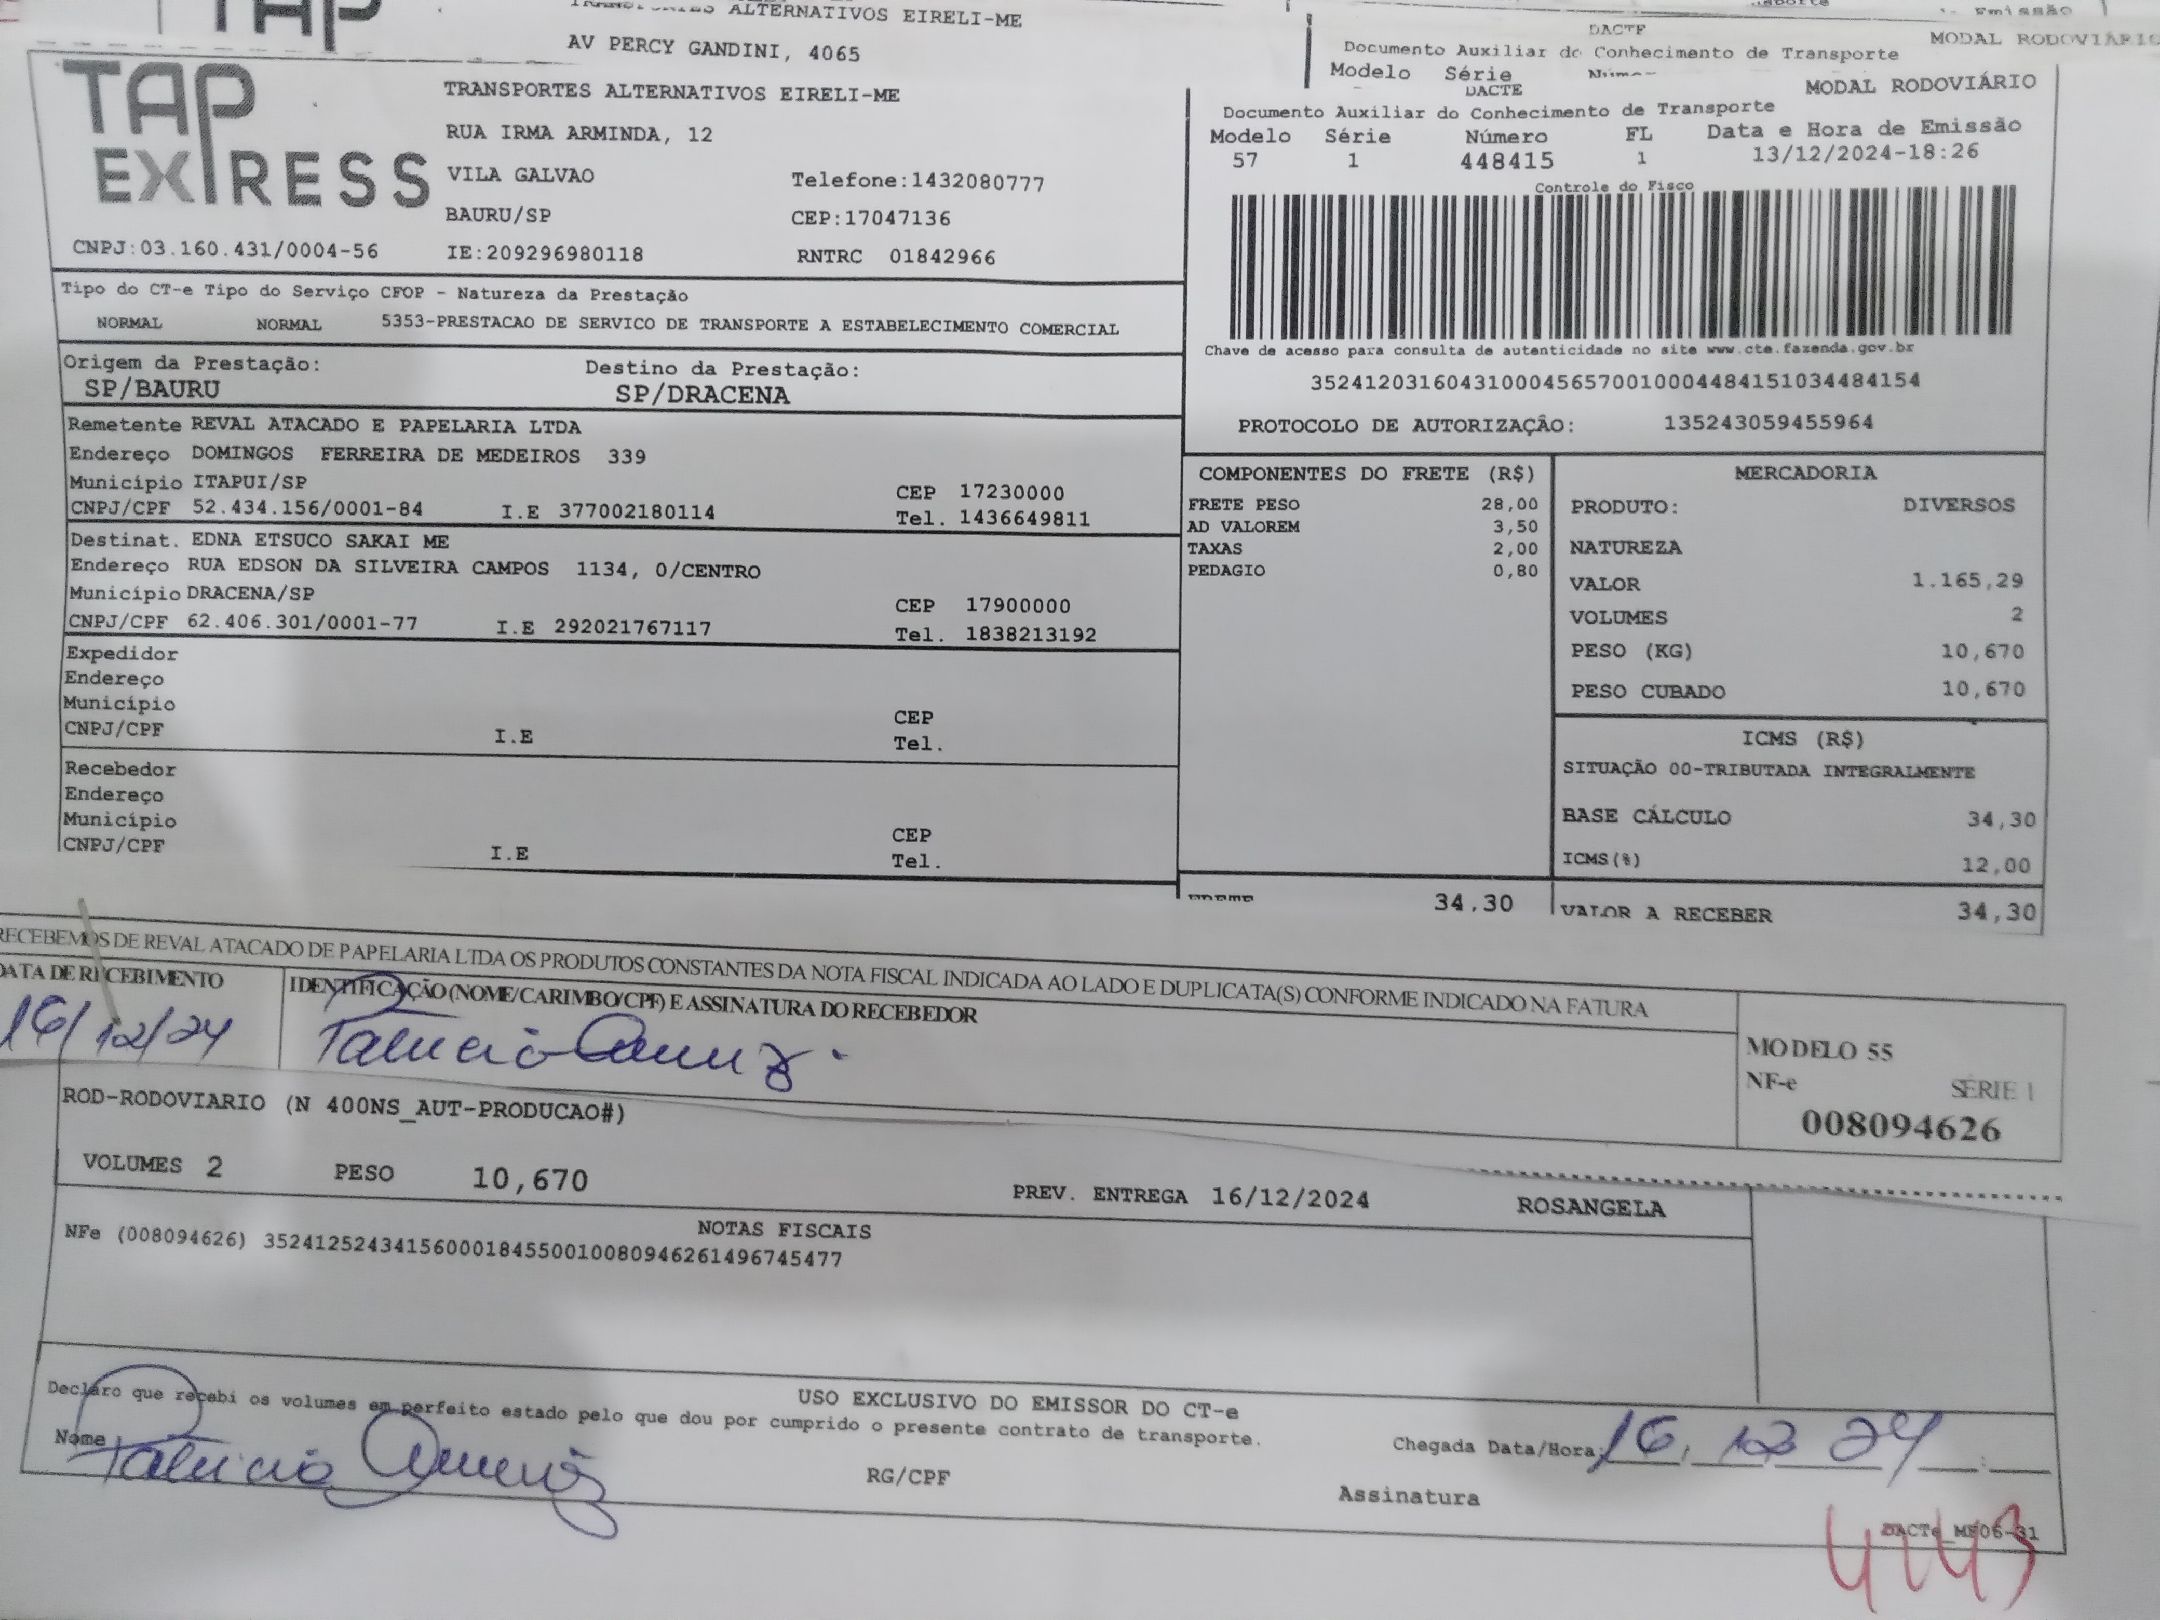 TAP
ALTERNATIVOS EIRELI-ME
AV PERCY GANDINI, 4065
Emissão
DACTE
MODAL RODOVIÁRIO
Documento Auxiliar do Conhecimento de Transporte
Modelo Série
MODAL RODOVIÁRIO
TAP EXPRESS
TRANSPORTES ALTERNATIVOS EIRELI-ME
RUA IRMA ARMINDA, 12
VILA GALVAO Telefone:1432080777
BAURU/SP CEP:17047136
CNPJ:03.160.431/0004-56 IE:209296980118 RNTRC 01842966
DACTE
Documento Auxiliar do Conhecimento de Transporte
Modelo Série Número FL Data e Hora de Emissão
57 1 448415 1 13/12/2024-18:26
Controle do Fisco
Chave de acesso para consulta de autenticidade no site www.cte.fazenda.gov.br
35241203160431000456570010004484151034484154
PROTOCOLO DE AUTORIZAÇÃO: 135243059455964
Tipo do CT-e Tipo do Serviço CFOP - Natureza da Prestação
NORMAL NORMAL 5353-PRESTACAO DE SERVICO DE TRANSPORTE A ESTABELECIMENTO COMERCIAL
Origem da Prestação: Destino da Prestação:
SP/BAURU SP/DRACENA
Remetente REVAL ATACADO E PAPELARIA LTDA
Endereço DOMINGOS FERREIRA DE MEDEIROS 339
Município ITAPUI/SP CEP 17230000
CNPJ/CPF 52.434.156/0001-84 I.E 377002180114 Tel. 1436649811
Destinat. EDNA ETSUCO SAKAI ME
Endereço RUA EDSON DA SILVEIRA CAMPOS 1134, 0/CENTRO
Município DRACENA/SP CEP 17900000
CNPJ/CPF 62.406.301/0001-77 I.E 292021767117 Tel. 1838213192
Expedidor
Endereço
Município CEP
CNPJ/CPF I.E Tel.
Recebedor
Endereço
Município CEP
CNPJ/CPF I.E Tel.
COMPONENTES DO FRETE (R$)
FRETE PESO 28,00
AD VALOREM 3,50
TAXAS 2,00
PEDAGIO 0,80
FRETE 34,30
MERCADORIA
PRODUTO: DIVERSOS
NATUREZA
VALOR 1.165,29
VOLUMES 2
PESO (KG) 10,670
PESO CUBADO 10,670
ICMS (R$)
SITUAÇÃO 00-TRIBUTADA INTEGRALMENTE
BASE CÁLCULO 34,30
ICMS(%) 12,00
VALOR A RECEBER 34,30
RECEBEMOS DE REVAL ATACADO DE PAPELARIA LTDA OS PRODUTOS CONSTANTES DA NOTA FISCAL INDICADA AO LADO E DUPLICATA(S) CONFORME INDICADO NA FATURA
DATA DE RECEBIMENTO IDENTIFICAÇÃO (NOME/CARIMBO/CPF) E ASSINATURA DO RECEBEDOR
16/12/24
MODELO 55
NF-e SÉRIE 1
008094626
ROD-RODOVIARIO (N 400NS_AUT-PRODUCAO#)
VOLUMES 2 PESO 10,670 PREV. ENTREGA 16/12/2024 ROSANGELA
NOTAS FISCAIS
NFe (008094626) 35241252434156000184550010080946261496745477
USO EXCLUSIVO DO EMISSOR DO CT-e
Declaro que recebi os volumes em perfeito estado pelo que dou por cumprido o presente contrato de transporte.
Nome RG/CPF
Chegada Data/Hora: 16, 12 24
Assinatura
4143